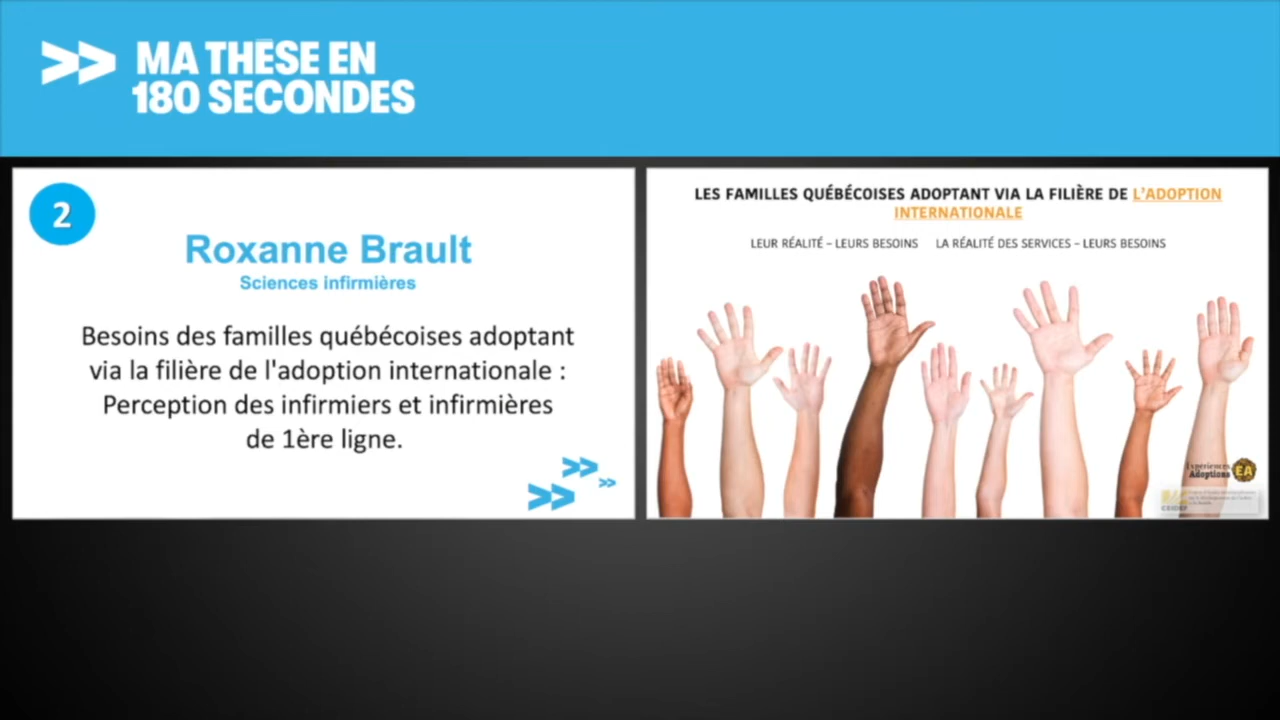 MA THÈSE EN
180 SECONDES
2
Roxanne Brault
Sciences infirmières
Besoins des familles québécoises adoptant
via la filière de l'adoption internationale :
Perception des infirmiers et infirmières
de 1ère ligne.
LES FAMILLES QUÉBÉCOISES ADOPTANT VIA LA FILIÈRE DE L'ADOPTION
INTERNATIONALE
LEUR RÉALITÉ – LEURS BESOINS LA RÉALITÉ DES SERVICES – LEURS BESOINS
Expériences
Adoptions
EA
CEIDEF